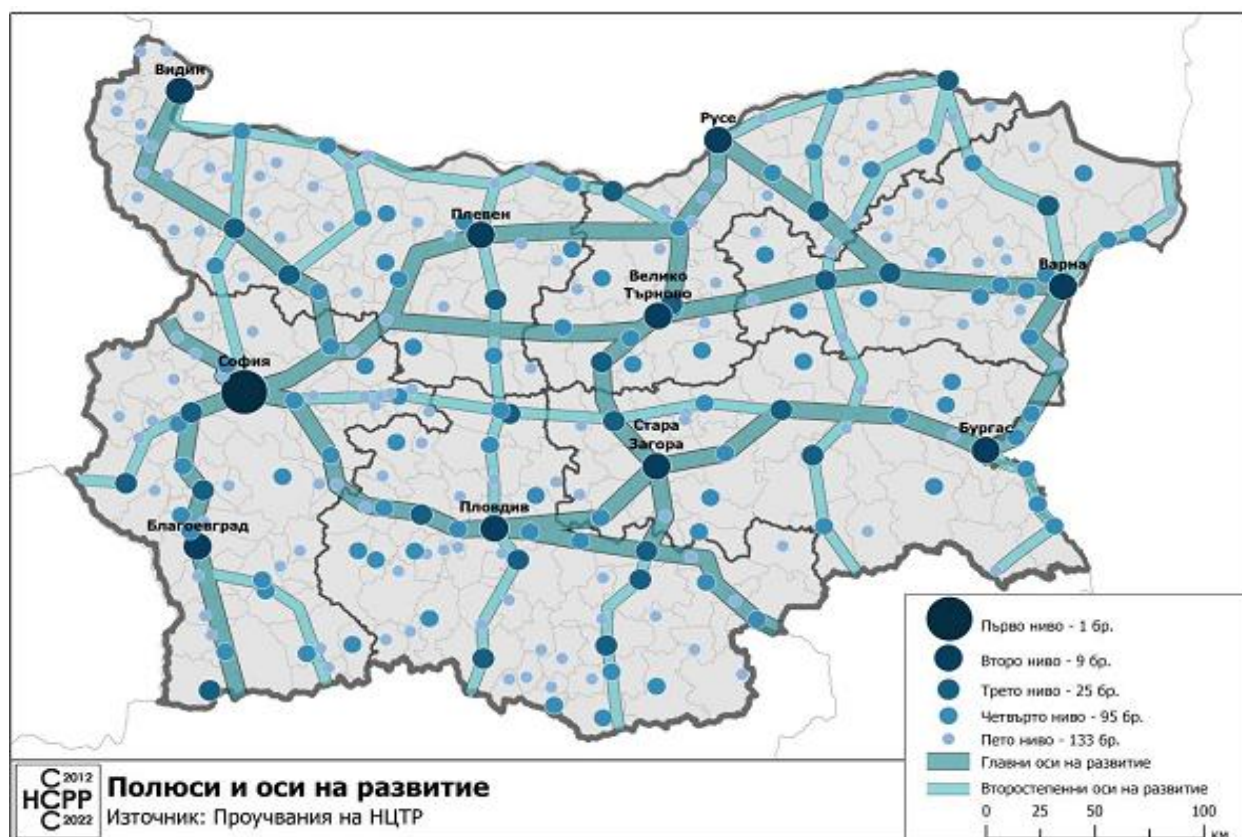 Видин
Русе
Плевен
Велико
Търново
Варна
София
Стара
Загора
Бургас
Пловдив
Благоевград
Първо ниво - 1 бр.
Второ ниво - 9 бр.
Трето ниво - 25 бр.
Четвърто ниво - 95 бр.
Пето ниво - 133 бр.
Главни оси на развитие
Второстепенни оси на развитие
0 25 50 100
км
С 2012
НСРР
С 2022
Полюси и оси на развитие
Източник: Проучвания на НЦТР